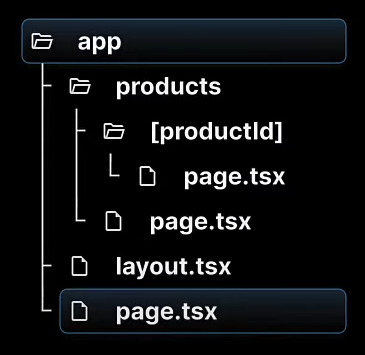 app
products
[productId]
page.tsx
page.tsx
layout.tsx
page.tsx